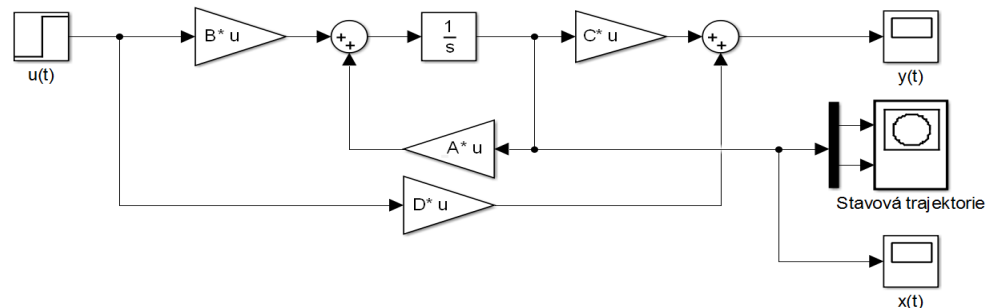 u(t)
B* u
+
+
1
s
C* u
+
+
y(t)
A* u
D* u
Stavová trajektorie
x(t)